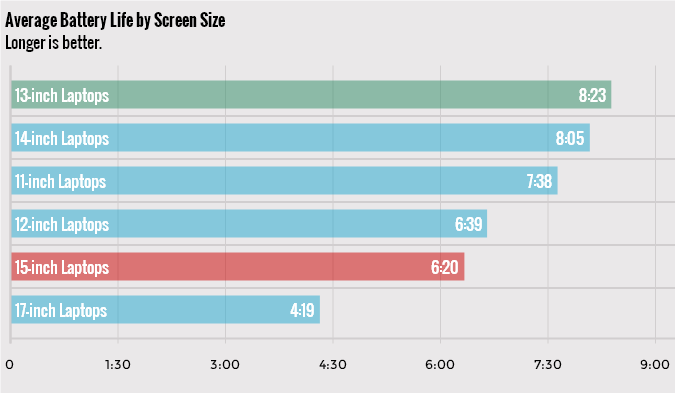 Average Battery Life by Screen Size
Longer is better.
13-inch Laptops 8:23
14-inch Laptops 8:05
11-inch Laptops 7:38
12-inch Laptops 6:39
15-inch Laptops 6:20
17-inch Laptops 4:19
0 1:30 3:00 4:30 6:00 7:30 9:00